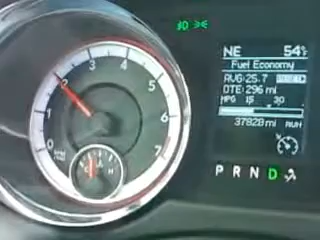 NE 54°F
Fuel Economy
AVG:25.7
DTE:296 mi
MPG 15 30
37828 mi RUN
P R N D
0 1 2 3 4 5 6 7